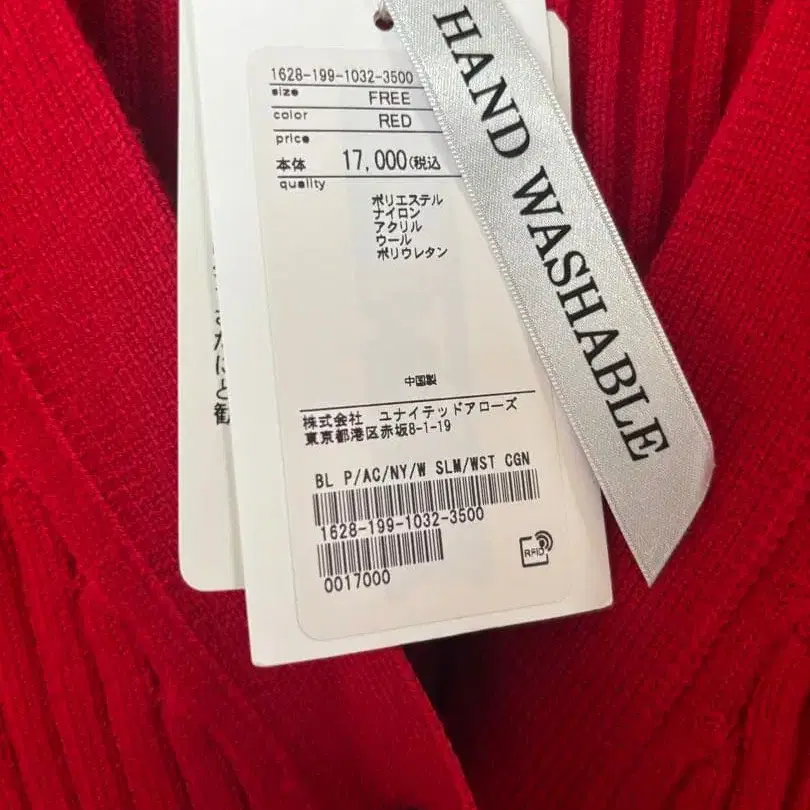 1628-199-1032-3500
size FREE
color RED
price
本体 17,000(税込
quality
ポリエステル
ナイロン
アクリル
ウール
ポリウレタン
中国製
株式会社 ユナイテッドアローズ
東京都港区赤坂8-1-19
BL P/AC/NY/W SLM/WST CGN
1628-199-1032-3500
0017000
RFID
HAND WASHABLE